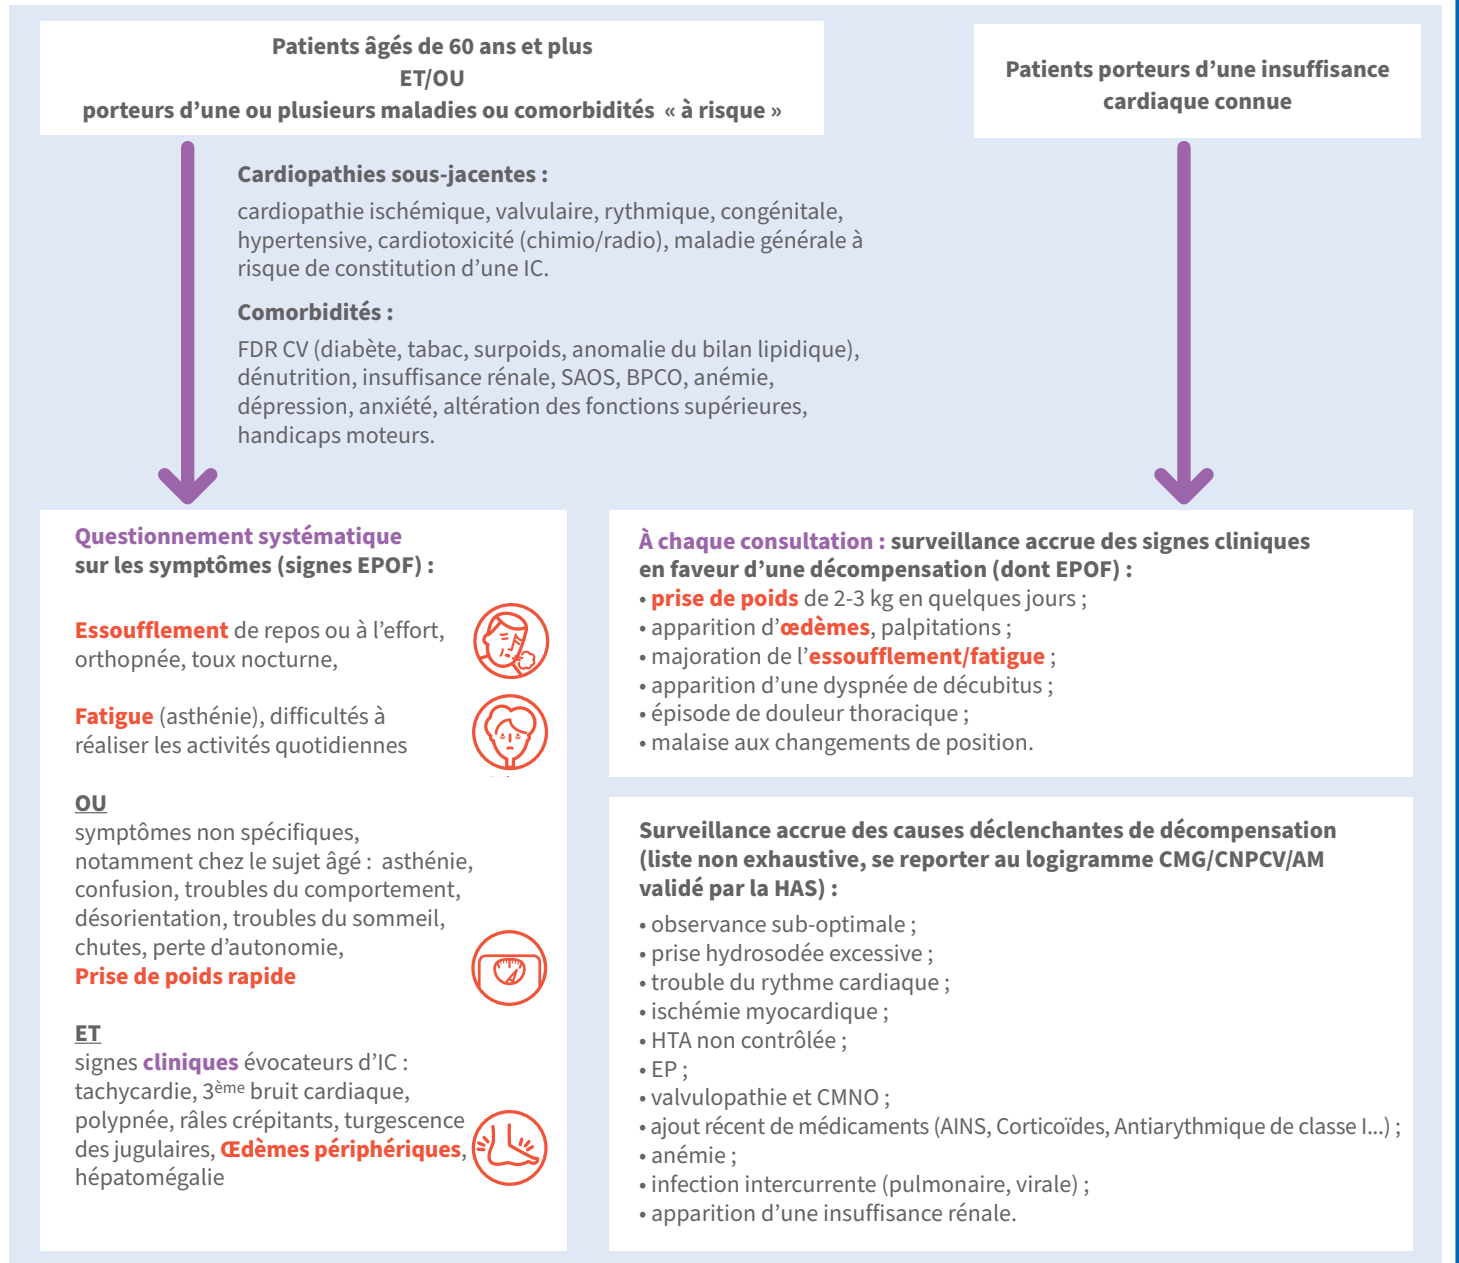 Patients âgés de 60 ans et plus
ET/OU
porteurs d’une ou plusieurs maladies ou comorbidités « à risque »
Patients porteurs d’une insuffisance
cardiaque connue
Cardiopathies sous-jacentes :
cardiopathie ischémique, valvulaire, rythmique, congénitale,
hypertensive, cardiotoxicité (chimio/radio), maladie générale à
risque de constitution d’une IC.
Comorbidités :
FDR CV (diabète, tabac, surpoids, anomalie du bilan lipidique),
dénutrition, insuffisance rénale, SAOS, BPCO, anémie,
dépression, anxiété, altération des fonctions supérieures,
handicaps moteurs.
Questionnement systématique
sur les symptômes (signes EPOF) :
Essoufflement de repos ou à l’effort,
orthopnée, toux nocturne,
Fatigue (asthénie), difficultés à
réaliser les activités quotidiennes
OU
symptômes non spécifiques,
notamment chez le sujet âgé : asthénie,
confusion, troubles du comportement,
désorientation, troubles du sommeil,
chutes, perte d’autonomie,
Prise de poids rapide
ET
signes cliniques évocateurs d’IC :
tachycardie, 3ème bruit cardiaque,
polypnée, râles crépitants, turgescence
des jugulaires, Œdèmes périphériques,
hépatomégalie
À chaque consultation : surveillance accrue des signes cliniques
en faveur d’une décompensation (dont EPOF) :
• prise de poids de 2-3 kg en quelques jours ;
• apparition d’œdèmes, palpitations ;
• majoration de l’essoufflement/fatigue ;
• apparition d’une dyspnée de décubitus ;
• épisode de douleur thoracique ;
• malaise aux changements de position.
Surveillance accrue des causes déclenchantes de décompensation
(liste non exhaustive, se reporter au logigramme CMG/CNPCV/AM
validé par la HAS) :
• observance sub-optimale ;
• prise hydrosodée excessive ;
• trouble du rythme cardiaque ;
• ischémie myocardique ;
• HTA non contrôlée ;
• EP ;
• valvulopathie et CMNO ;
• ajout récent de médicaments (AINS, Corticoïdes, Antiarythmique de classe I...) ;
• anémie ;
• infection intercurrente (pulmonaire, virale) ;
• apparition d’une insuffisance rénale.